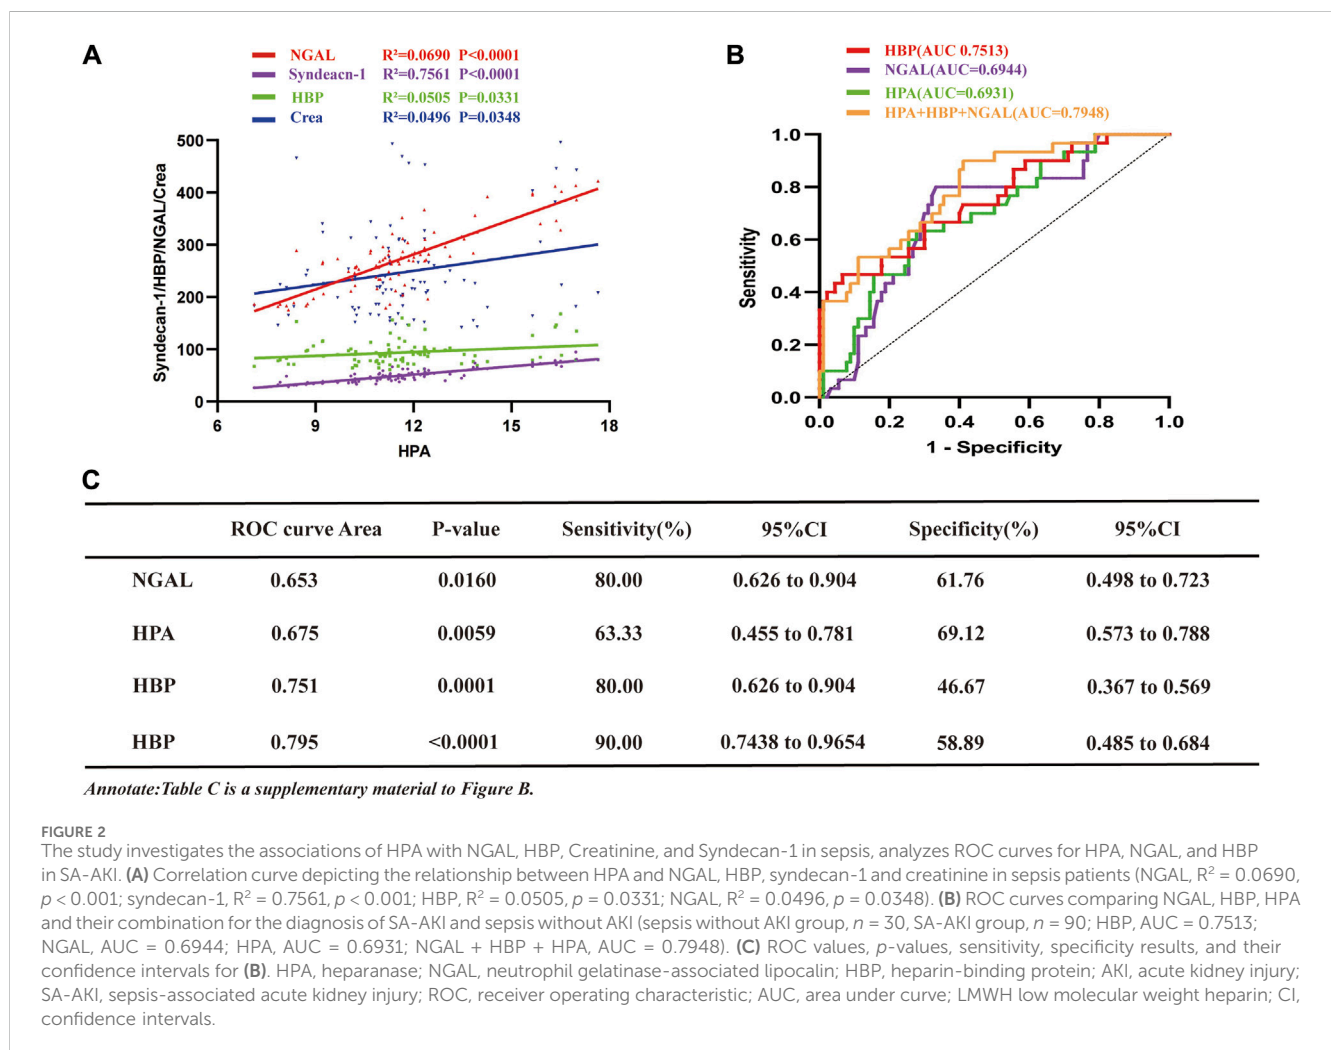 A
NGAL R²=0.0690 P<0.0001
Syndeacn-1 R²=0.7561 P<0.0001
HBP R²=0.0505 P=0.0331
Crea R²=0.0496 P=0.0348
Syndecan-1/HBP/NGAL/Crea
500
400
300
200
100
0
6 9 12 15 18
HPA
B
HBP(AUC 0.7513)
NGAL(AUC=0.6944)
HPA(AUC=0.6931)
HPA+HBP+NGAL(AUC=0.7948)
Sensitivity
1.0
0.8
0.6
0.4
0.2
0.0
0.0 0.2 0.4 0.6 0.8 1.0
1 - Specificity
C
ROC curve Area P-value Sensitivity(%) 95%CI Specificity(%) 95%CI
NGAL 0.653 0.0160 80.00 0.626 to 0.904 61.76 0.498 to 0.723
HPA 0.675 0.0059 63.33 0.455 to 0.781 69.12 0.573 to 0.788
HBP 0.751 0.0001 80.00 0.626 to 0.904 46.67 0.367 to 0.569
HBP 0.795 <0.0001 90.00 0.7438 to 0.9654 58.89 0.485 to 0.684
Annotate:Table C is a supplementary material to Figure B.
FIGURE 2
The study investigates the associations of HPA with NGAL, HBP, Creatinine, and Syndecan-1 in sepsis, analyzes ROC curves for HPA, NGAL, and HBP
in SA-AKI. (A) Correlation curve depicting the relationship between HPA and NGAL, HBP, syndecan-1 and creatinine in sepsis patients (NGAL, R² = 0.0690,
p < 0.001; syndecan-1, R² = 0.7561, p < 0.001; HBP, R² = 0.0505, p = 0.0331; NGAL, R² = 0.0496, p = 0.0348). (B) ROC curves comparing NGAL, HBP, HPA
and their combination for the diagnosis of SA-AKI and sepsis without AKI (sepsis without AKI group, n = 30, SA-AKI group, n = 90; HBP, AUC = 0.7513;
NGAL, AUC = 0.6944; HPA, AUC = 0.6931; NGAL + HBP + HPA, AUC = 0.7948). (C) ROC values, p-values, sensitivity, specificity results, and their
confidence intervals for (B). HPA, heparanase; NGAL, neutrophil gelatinase-associated lipocalin; HBP, heparin-binding protein; AKI, acute kidney injury;
SA-AKI, sepsis-associated acute kidney injury; ROC, receiver operating characteristic; AUC, area under curve; LMWH low molecular weight heparin; CI,
confidence intervals.